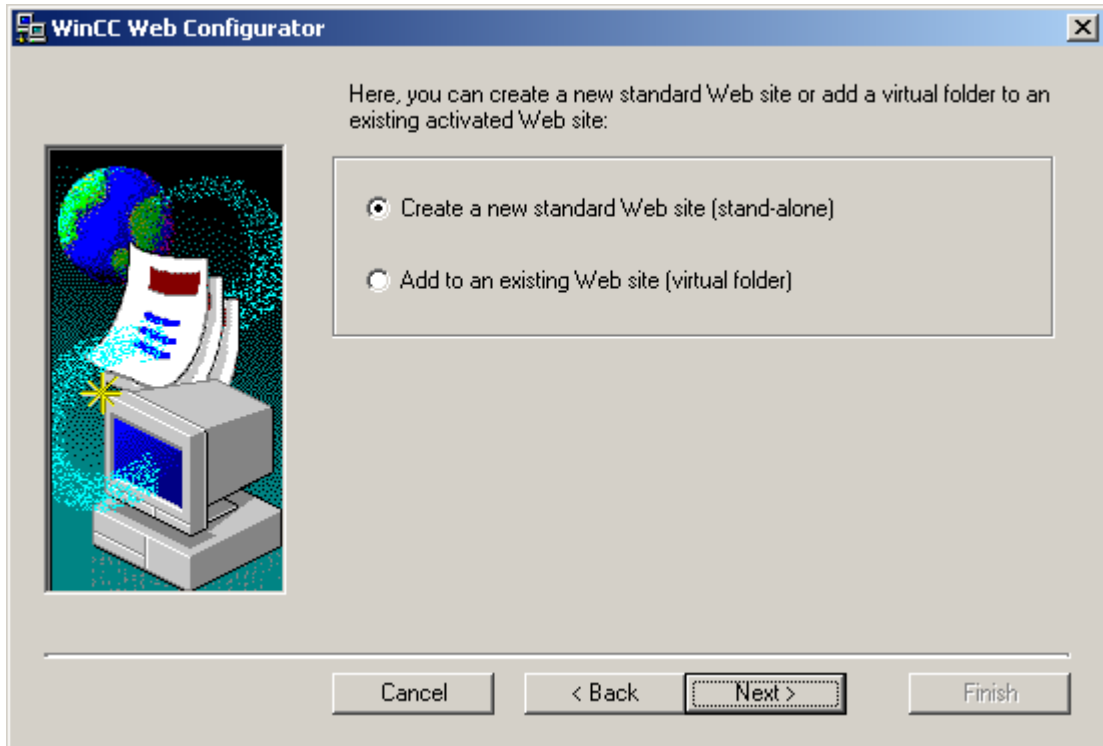 WinCC Web Configurator
Here, you can create a new standard Web site or add a virtual folder to an
existing activated Web site:
Create a new standard Web site (stand-alone)
Add to an existing Web site (virtual folder)
Cancel
< Back
Next >
Finish